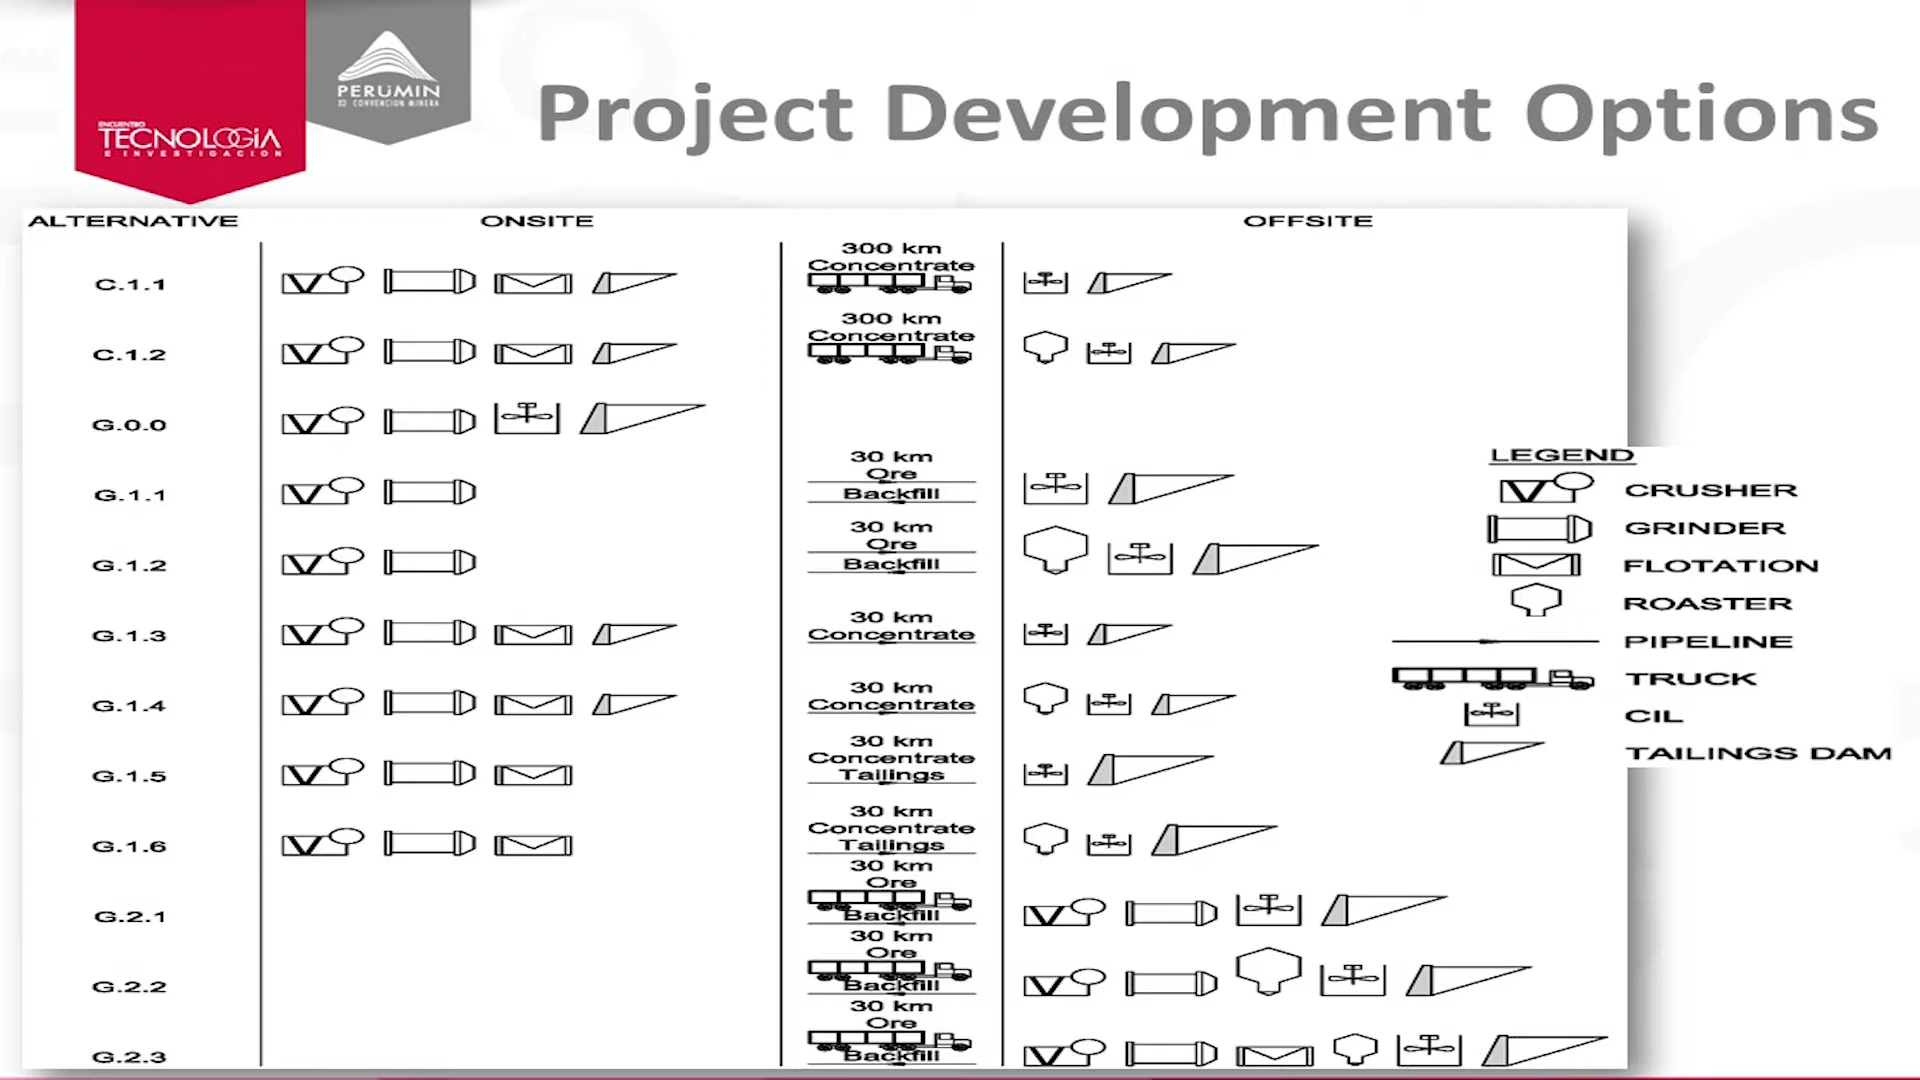 ENCUENTRO
TECNOLOGÍA
E INVESTIGACIÓN
PERUMIN
32 CONVENCIÓN MINERA
Project Development Options
ALTERNATIVE ONSITE OFFSITE
C.1.1 300 km
Concentrate
C.1.2 300 km
Concentrate
G.0.0
G.1.1 30 km
Ore
Backfill
G.1.2 30 km
Ore
Backfill
G.1.3 30 km
Concentrate
G.1.4 30 km
Concentrate
G.1.5 30 km
Concentrate
Tailings
G.1.6 30 km
Concentrate
Tailings
G.2.1 30 km
Ore
Backfill
G.2.2 30 km
Ore
Backfill
G.2.3 30 km
Ore
Backfill
LEGEND
CRUSHER
GRINDER
FLOTATION
ROASTER
PIPELINE
TRUCK
CIL
TAILINGS DAM